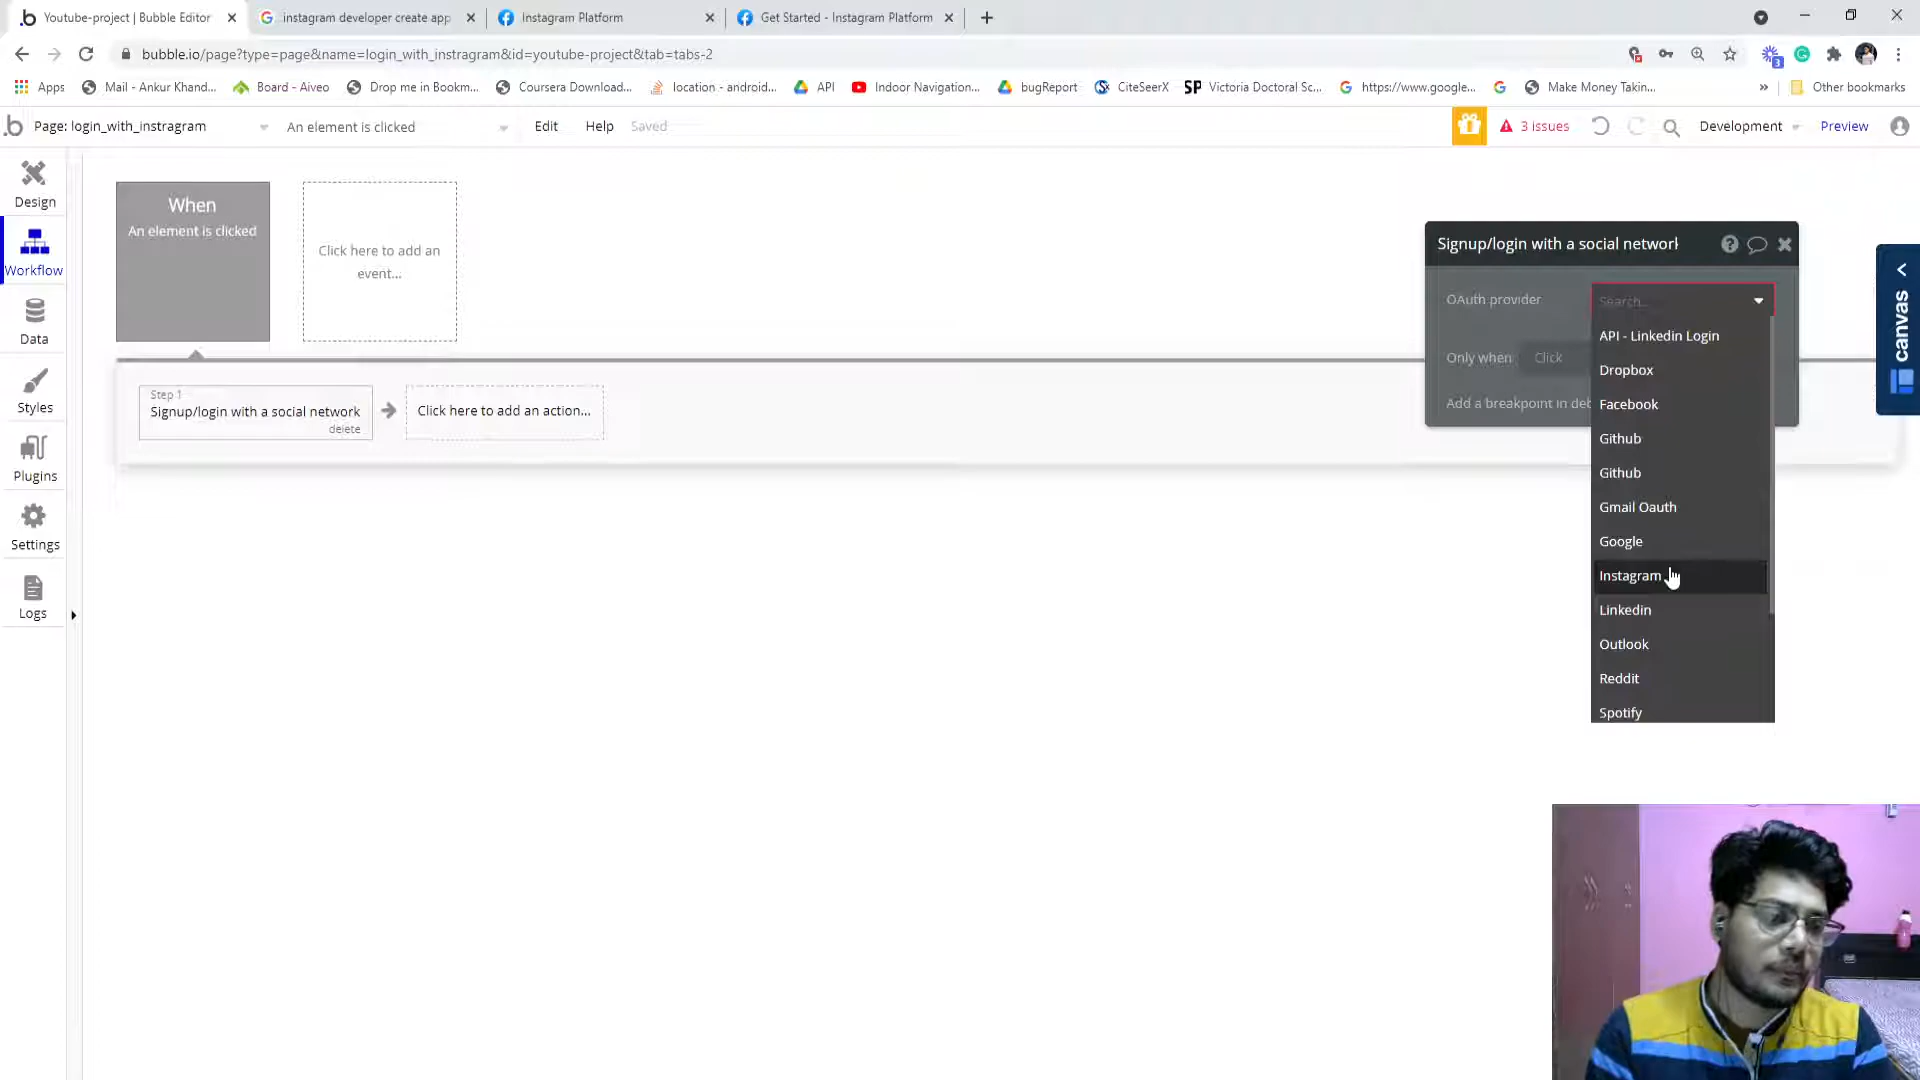 Youtube-project | Bubble Editor
instagram developer create app
Instagram Platform
Get Started - Instagram Platform
bubble.io/page?type=page&name=login_with_instragram&id=youtube-project&tab=tabs-2
3
Apps
Mail - Ankur Khand...
Board - Aiveo
Drop me in Bookm...
Coursera Download...
location - android...
API
Indoor Navigation...
bugReport
CiteSeerX
SP Victoria Doctoral Sc...
https://www.google...
Make Money Takin...
»
Other bookmarks
Page: login_with_instragram
An element is clicked
Edit
Help
Saved
3 issues
Development
Preview
Design
Workflow
Data
Styles
Plugins
Settings
Logs
When
An element is clicked
Click here to add an
event...
Step 1
Signup/login with a social network
delete
Click here to add an action...
Signup/login with a social network
OAuth provider
Search...
Only when
Click
Add a breakpoint in deb
API - Linkedin Login
Dropbox
Facebook
Github
Github
Gmail Oauth
Google
Instagram
Linkedin
Outlook
Reddit
Spotify
canvas